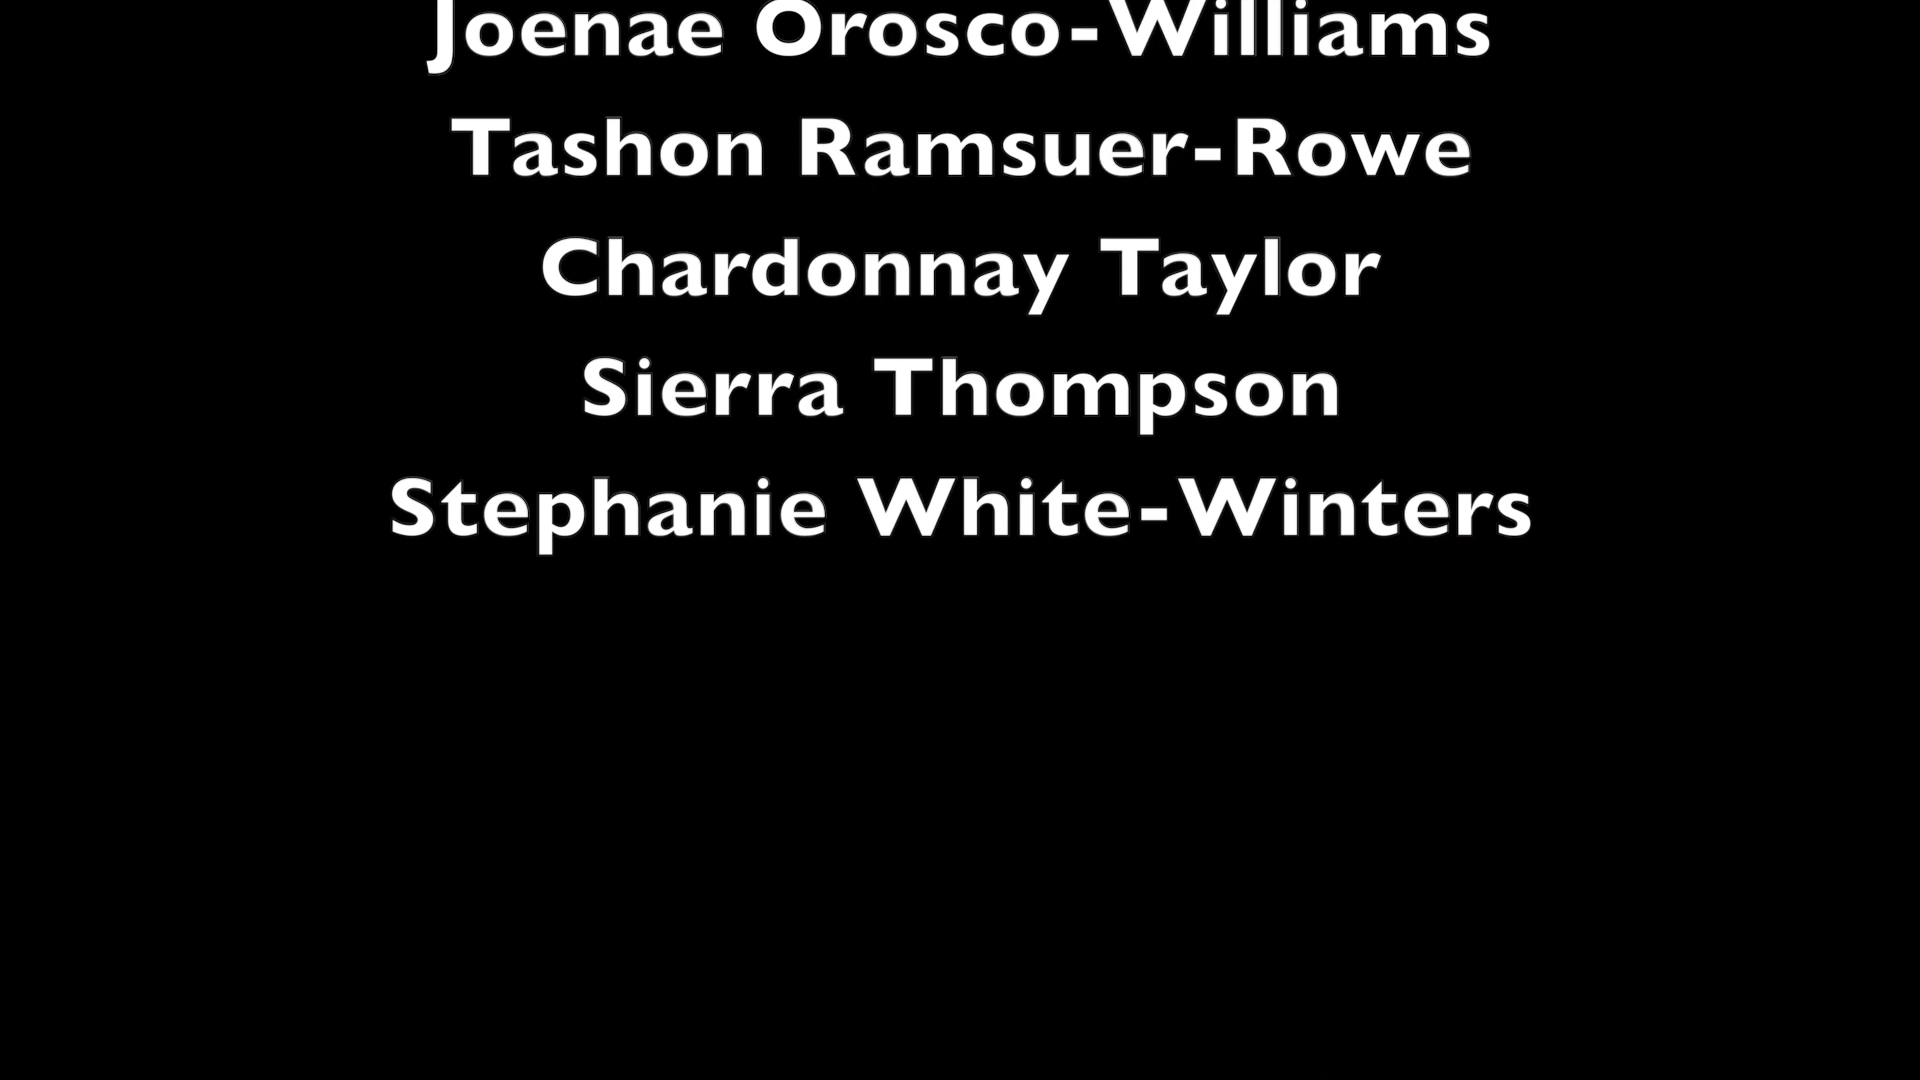 Joenae Orosco-Williams
Tashon Ramsuer-Rowe
Chardonnay Taylor
Sierra Thompson
Stephanie White-Winters